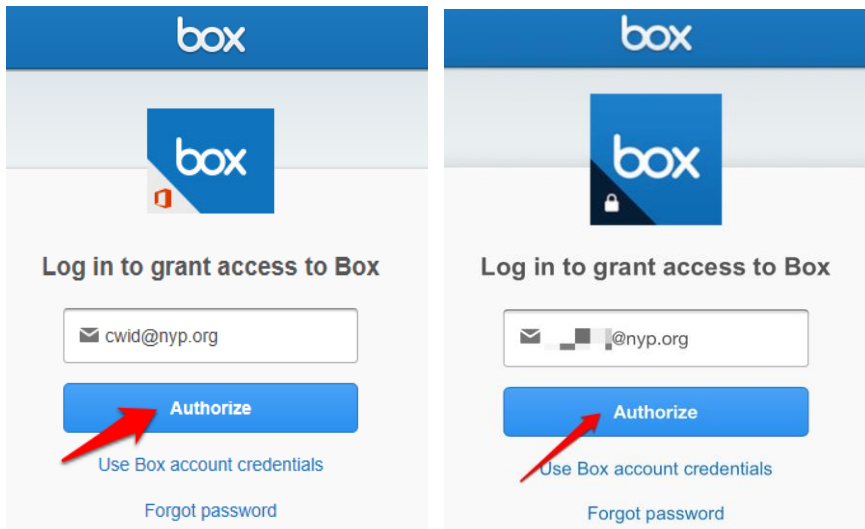 box
box
Log in to grant access to Box
cwid@nyp.org
Authorize
Use Box account credentials
Forgot password
box
box
Log in to grant access to Box
@nyp.org
Authorize
Use Box account credentials
Forgot password